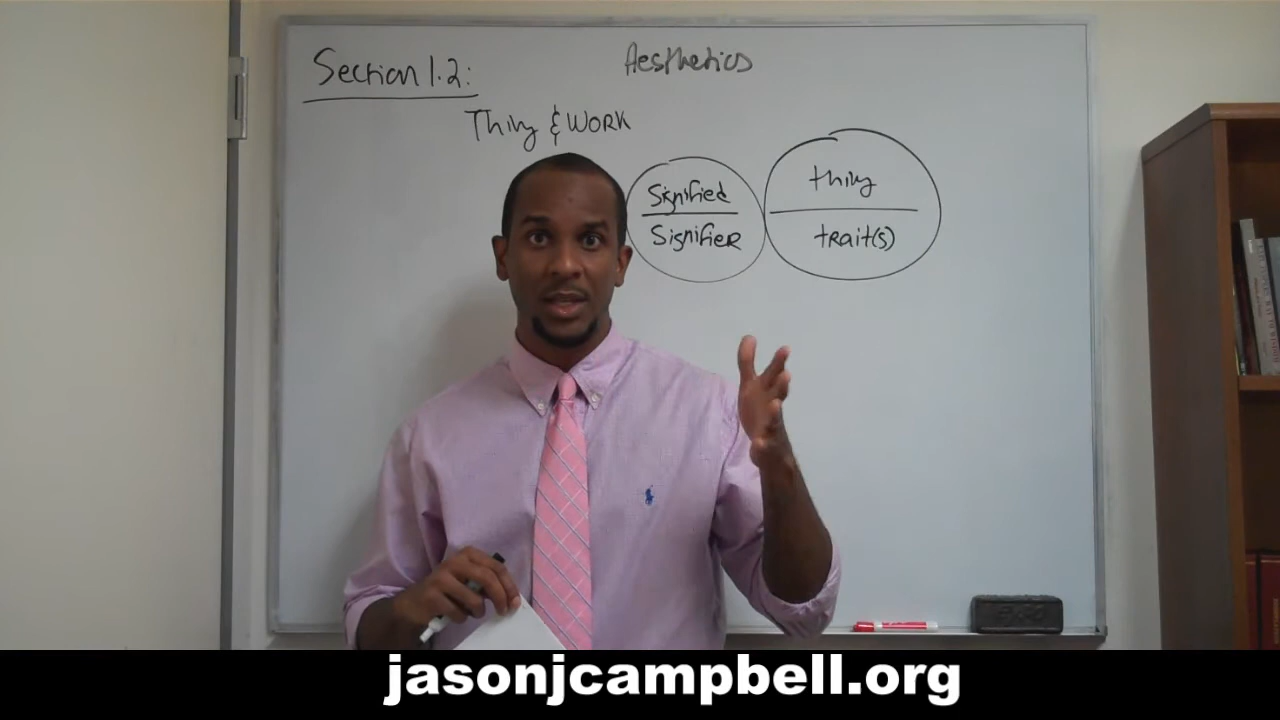 Section 1.2:
Aesthetics
Thing & WORK
Signified
Signifier
thing
trait(s)
jasonjcampbell.org